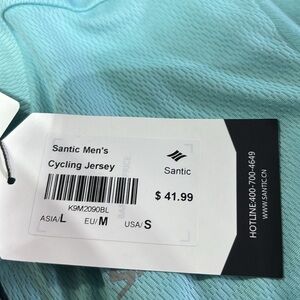 Santic Men's
Cycling Jersey
Santic
K9M2090BL
$ 41.99
ASIA/L EU/M USA/S
HOTLINE:400-700-4649
WWW.SANTIC.CN